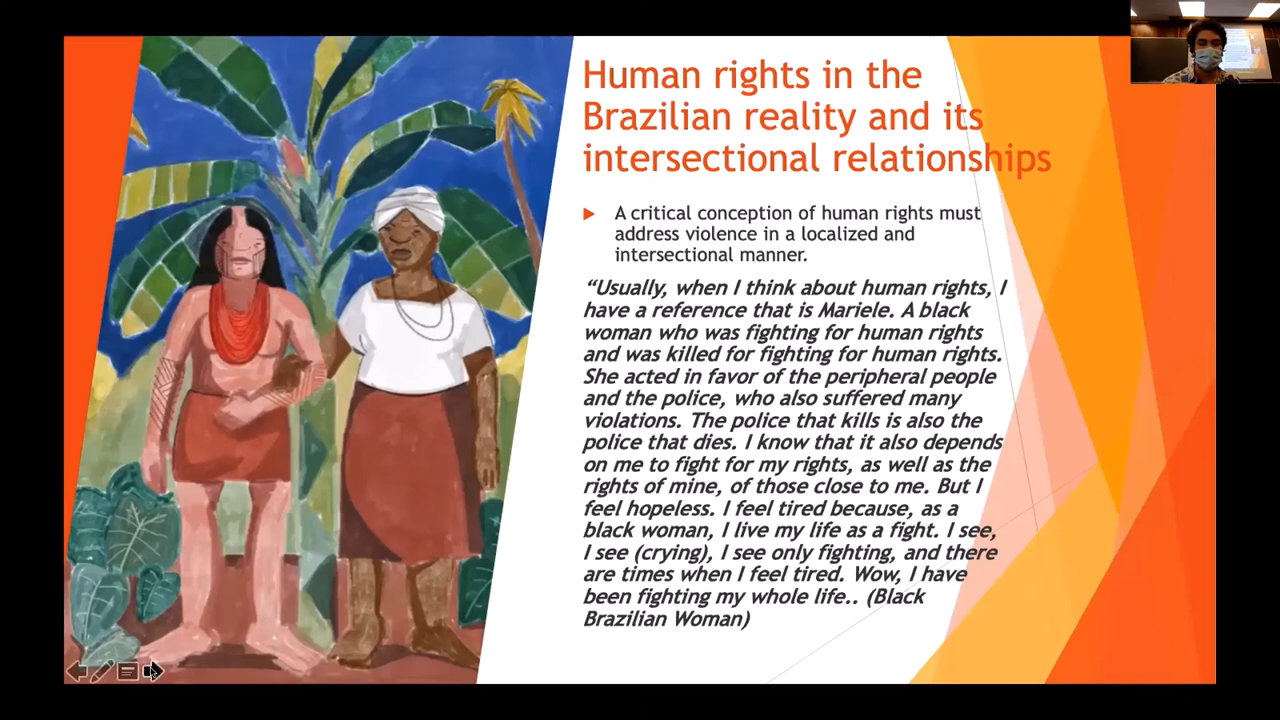 Human rights in the
Brazilian reality and its
intersectional relationships
A critical conception of human rights must
address violence in a localized and
intersectional manner.
“Usually, when I think about human rights, I
have a reference that is Mariele. A black
woman who was fighting for human rights
and was killed for fighting for human rights.
She acted in favor of the peripheral people
and the police, who also suffered many
violations. The police that kills is also the
police that dies. I know that it also depends
on me to fight for my rights, as well as the
rights of mine, of those close to me. But I
feel hopeless. I feel tired because, as a
black woman, I live my life as a fight. I see,
I see (crying), I see only fighting, and there
are times when I feel tired. Wow, I have
been fighting my whole life.. (Black
Brazilian Woman)